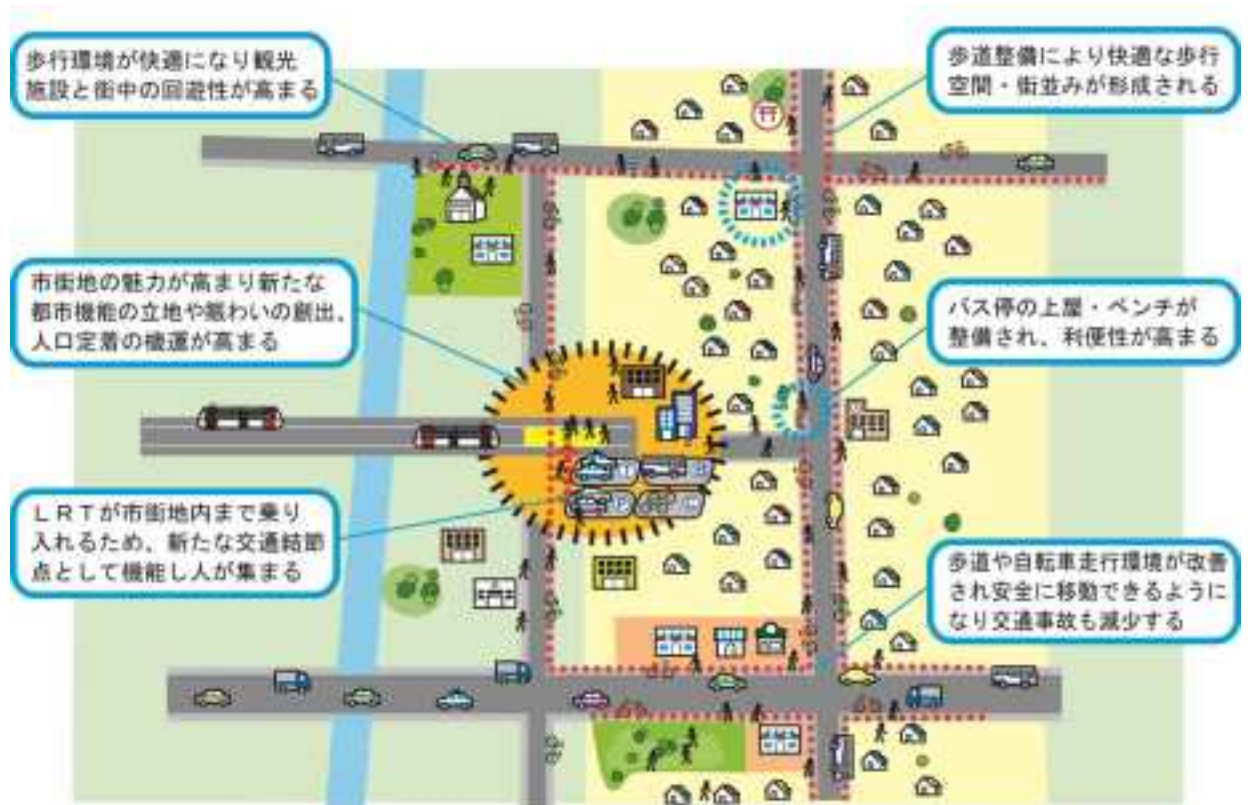 歩行環境が快適になり観光
施設と街中の回遊性が高まる
歩道整備により快適な歩行
空間・街並みが形成される
市街地の魅力が高まり新たな
都市機能の立地や賑わいの創出、
人口定着の機運が高まる
バス停の上屋・ベンチが
整備され、利便性が高まる
ＬＲＴが市街地内まで乗り
入れるため、新たな交通結節
点として機能し人が集まる
歩道や自転車走行環境が改善
され安全に移動できるように
なり交通事故も減少する